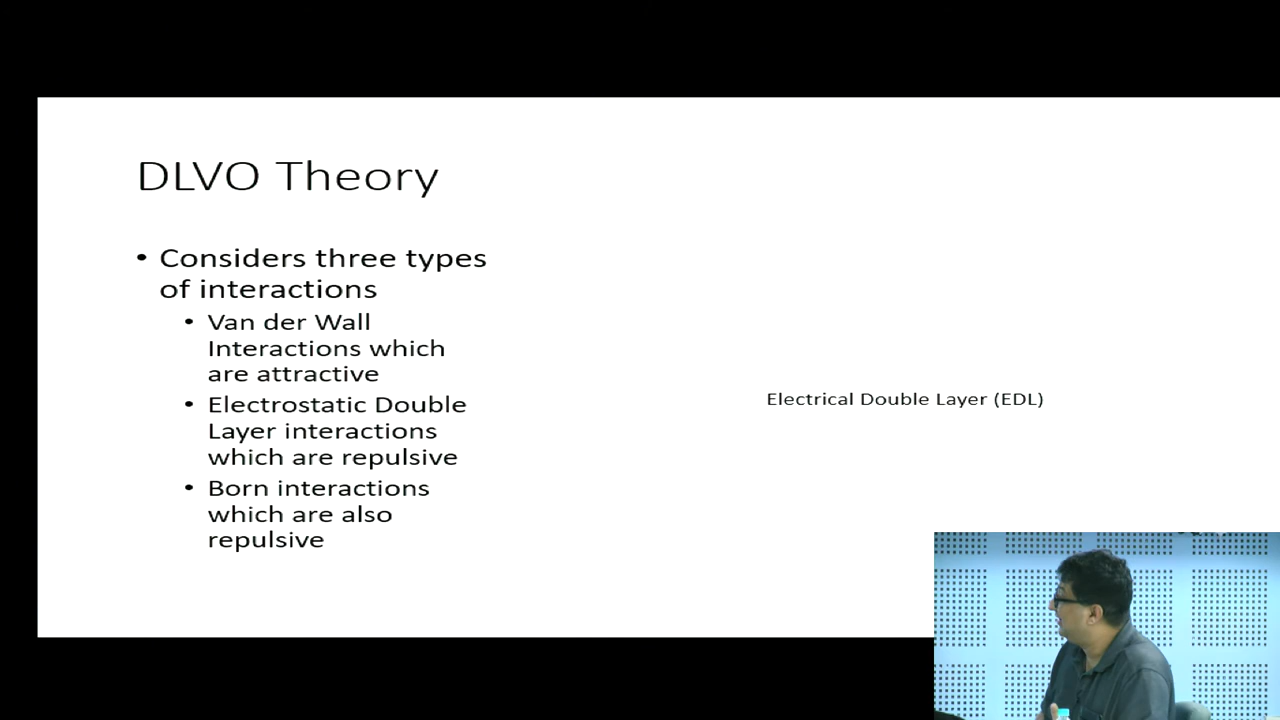 DLVO Theory
• Considers three types
of interactions
• Van der Wall
Interactions which
are attractive
• Electrostatic Double
Layer interactions
which are repulsive
• Born interactions
which are also
repulsive
Electrical Double Layer (EDL)